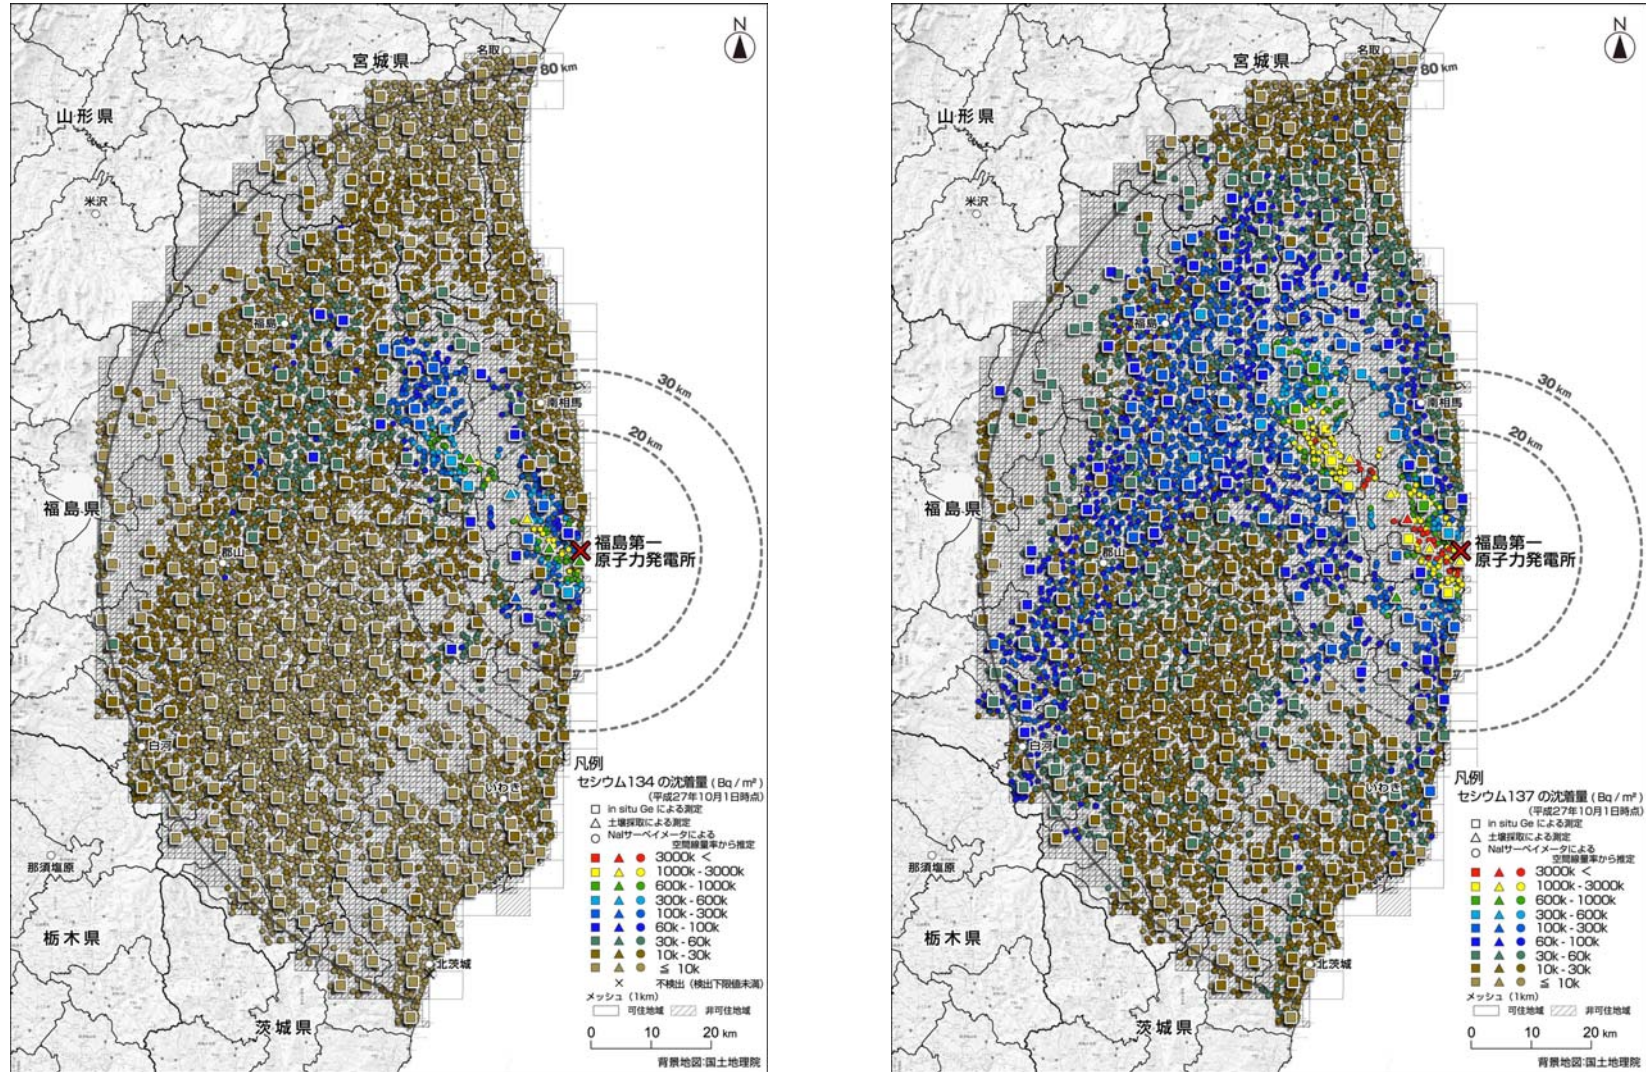 N
名取
宮城県
80 km
山形県
米沢
福島
30 km
南相馬
20 km
福島県
福島第一
原子力発電所
郡山
白河
凡例
いわき
セシウム134 の沈着量 ( Bq / m² )
(平成27年10月1日時点)
in situ Ge による測定
土壌採取による測定
NaIサーベイメータによる
空間線量率から推定
那須塩原
3000k <
1000k - 3000k
600k - 1000k
300k - 600k
100k - 300k
60k - 100k
30k - 60k
10k - 30k
≦ 10k
不検出 (検出下限値未満)
メッシュ (1km)
可住地域
非可住地域
栃木県
北茨城
茨城県
0 10 20 km
背景地図:国土地理院
N
名取
宮城県
80 km
山形県
米沢
福島
30 km
南相馬
20 km
福島県
福島第一
原子力発電所
郡山
白河
凡例
いわき
セシウム137 の沈着量 ( Bq / m² )
(平成27年10月1日時点)
in situ Ge による測定
土壌採取による測定
NaIサーベイメータによる
空間線量率から推定
那須塩原
3000k <
1000k - 3000k
600k - 1000k
300k - 600k
100k - 300k
60k - 100k
30k - 60k
10k - 30k
≦ 10k
メッシュ (1km)
可住地域
非可住地域
栃木県
北茨城
茨城県
0 10 20 km
背景地図:国土地理院